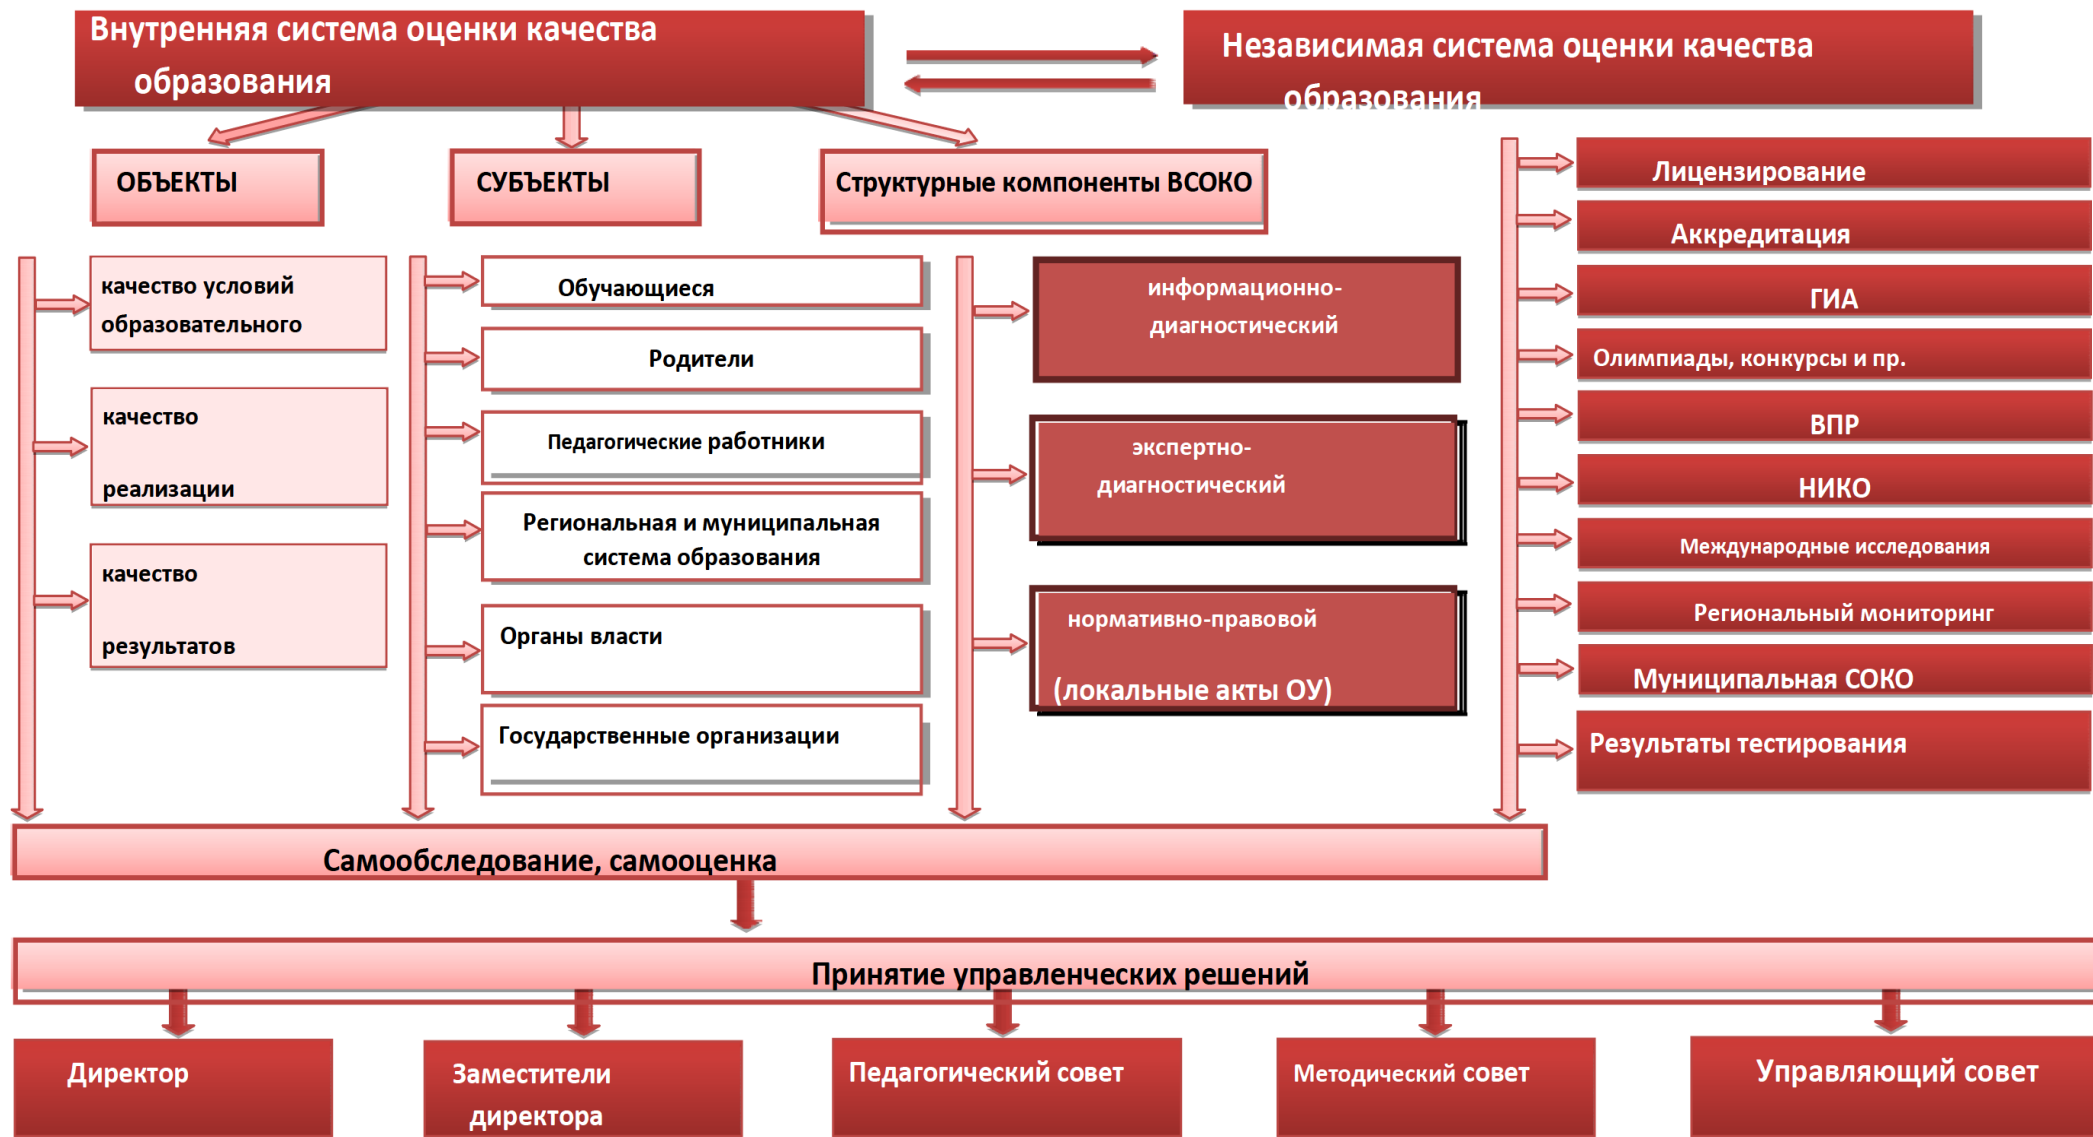 Внутренняя система оценки качества
образования
Независимая система оценки качества
образования
ОБЪЕКТЫ
СУБЪЕКТЫ
Структурные компоненты ВСОКО
качество условий
образовательного
качество
реализации
качество
результатов
Обучающиеся
Родители
Педагогические работники
Региональная и муниципальная
система образования
Органы власти
Государственные организации
информационно-
диагностический
экспертно-
диагностический
нормативно-правовой
(локальные акты ОУ)
Лицензирование
Аккредитация
ГИА
Олимпиады, конкурсы и пр.
ВПР
НИКО
Международные исследования
Региональный мониторинг
Муниципальная СОКО
Результаты тестирования
Самообследование, самооценка
Принятие управленческих решений
Директор
Заместители
директора
Педагогический совет
Методический совет
Управляющий совет